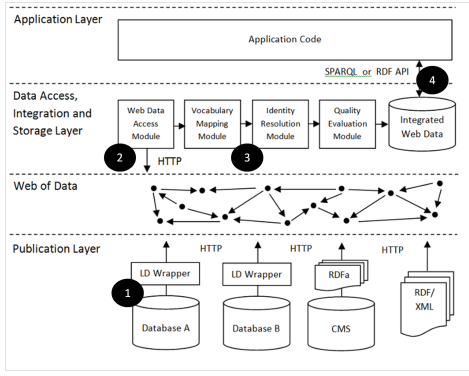 Application Layer
Application Code
SPARQL or RDF API
4
Data Access,
Integration and
Storage Layer
Web Data
Access
Module
Vocabulary
Mapping
Module
Identity
Resolution
Module
Quality
Evaluation
Module
Integrated
Web Data
2
3
HTTP
Web of Data
Publication Layer
HTTP
HTTP
HTTP
LD Wrapper
LD Wrapper
RDFa
RDF/
XML
1
Database A
Database B
CMS